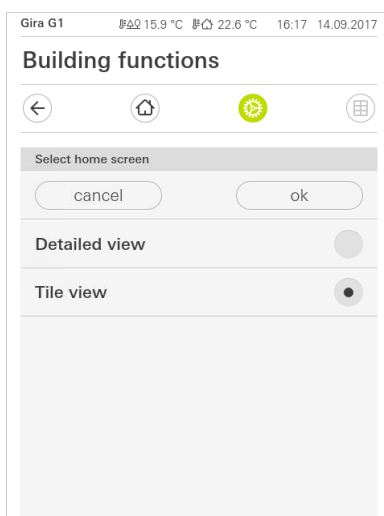 Gira G1 15.9 °C 22.6 °C 16:17 14.09.2017
Building functions
Select home screen
cancel ok
Detailed view
Tile view